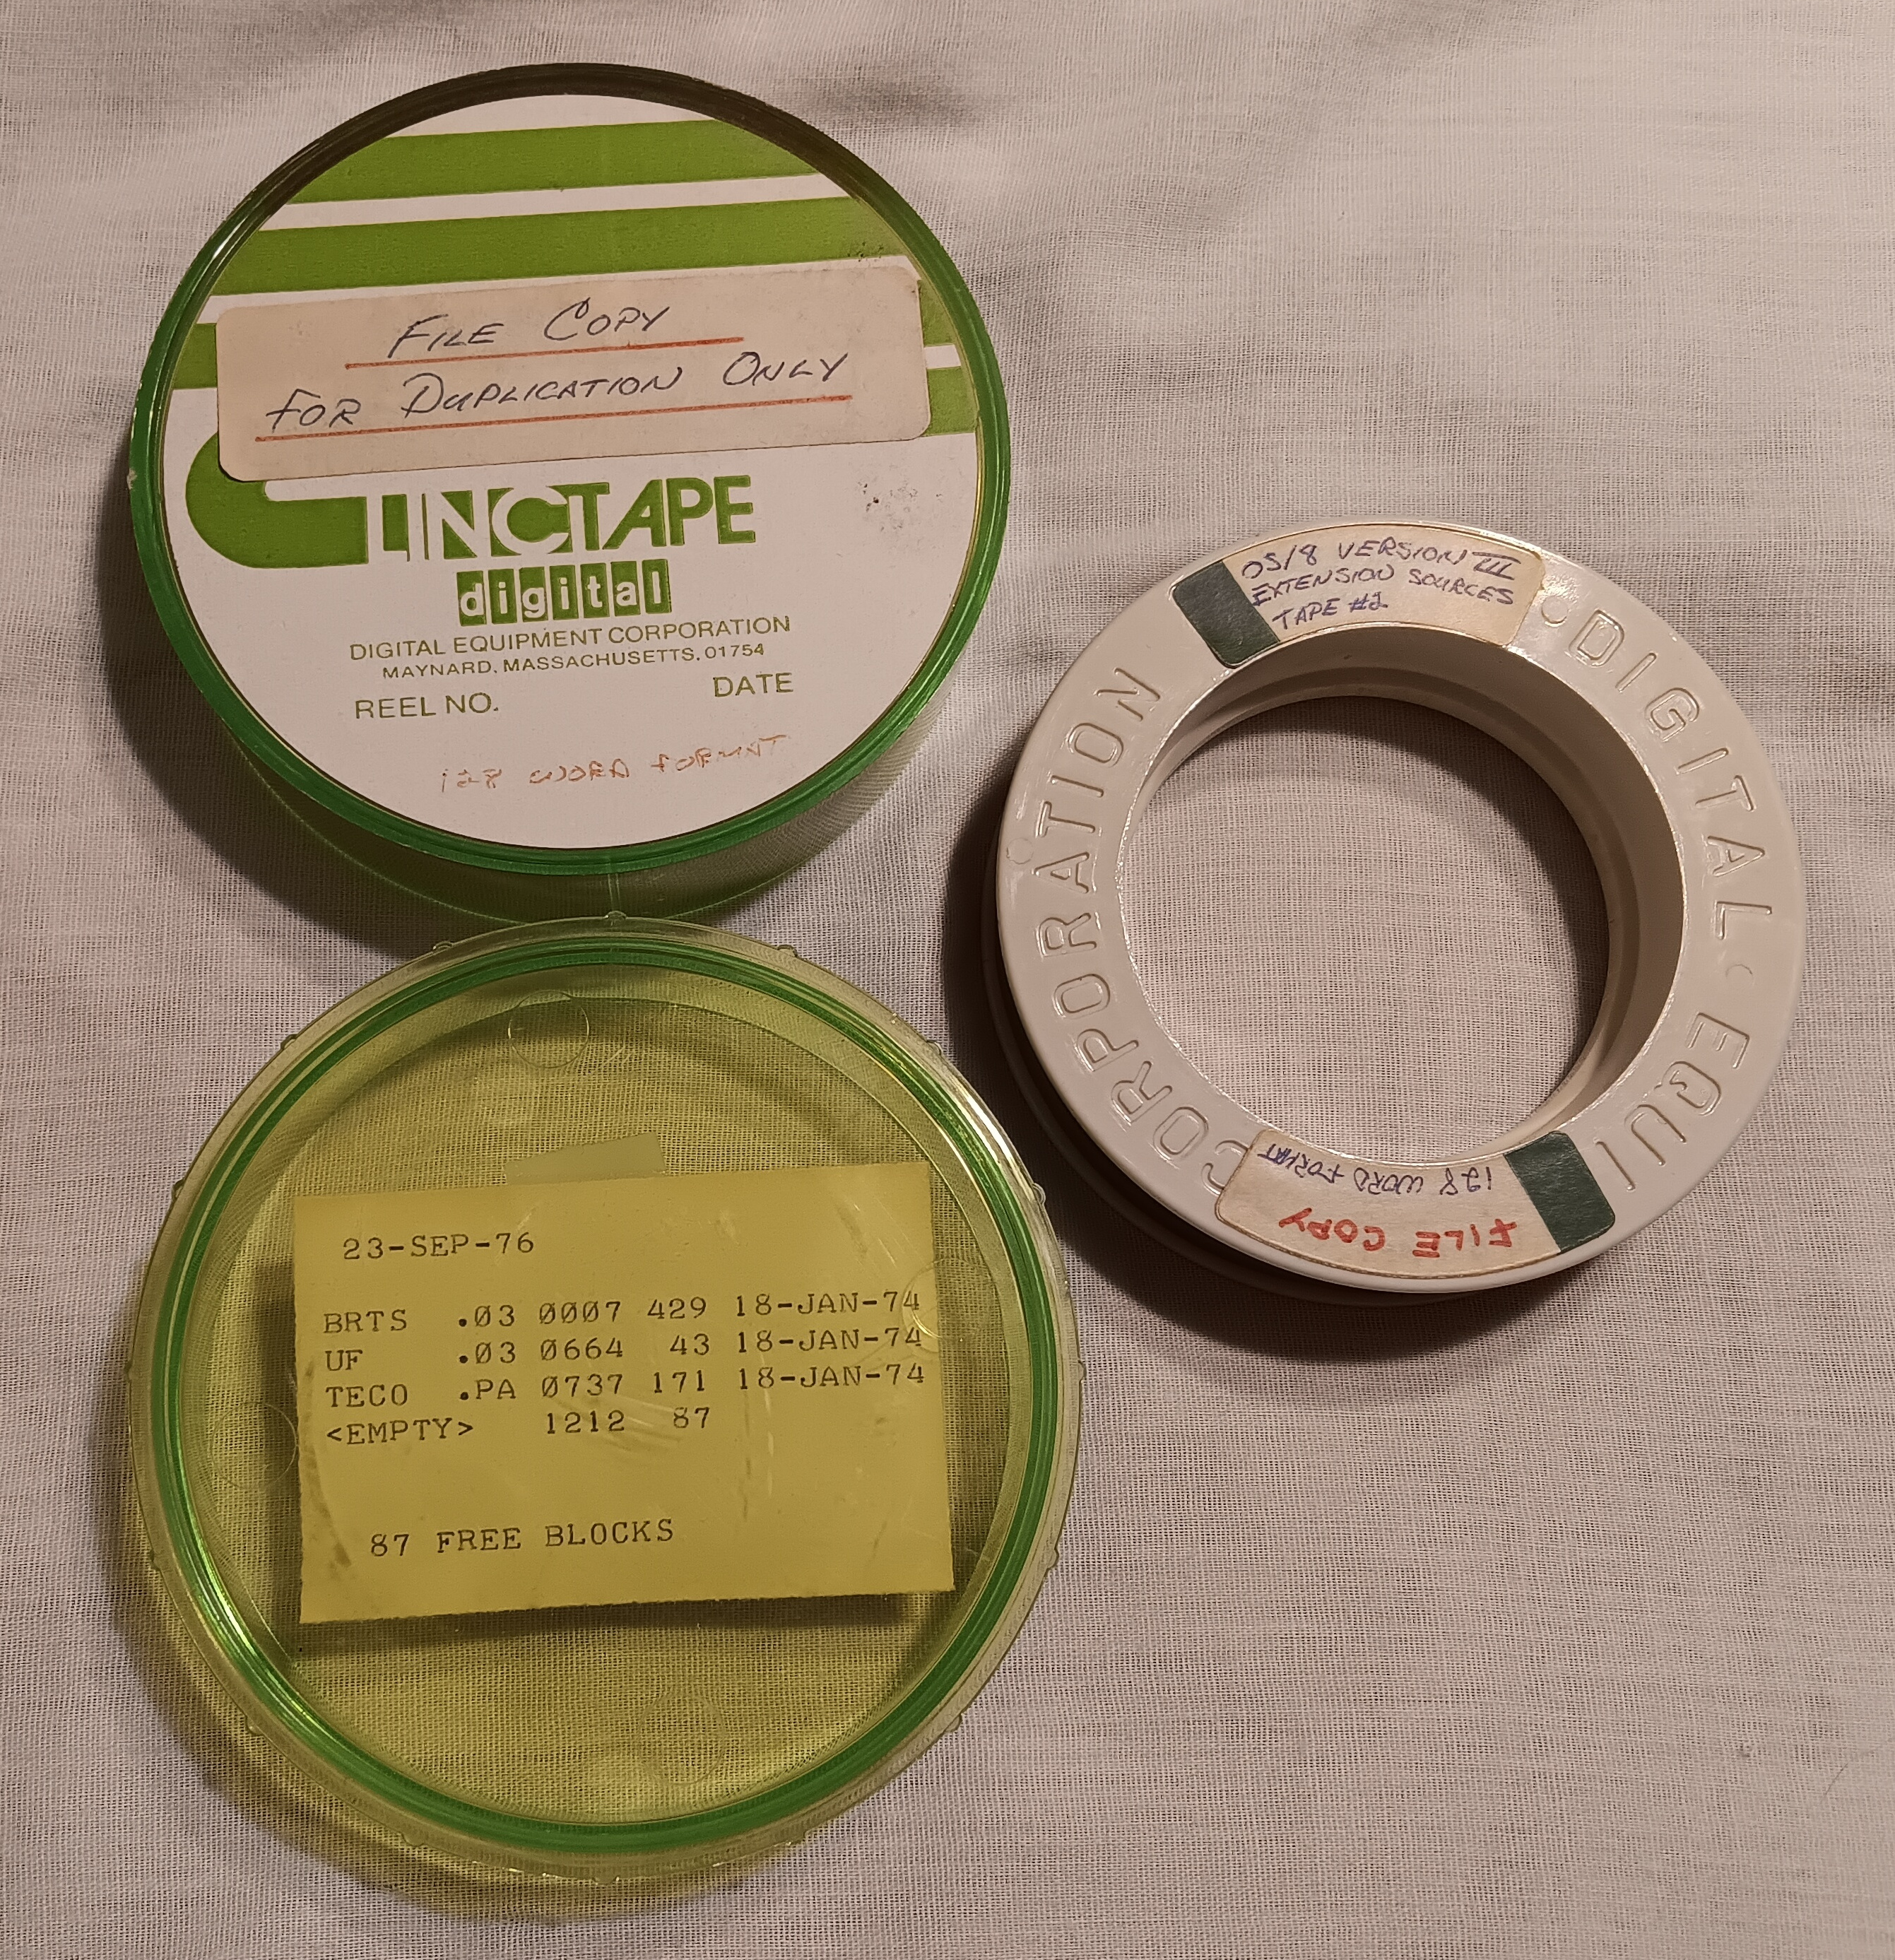 FILE COPY
FOR DUPLICATION ONLY
LINCTAPE
digital
DIGITAL EQUIPMENT CORPORATION
MAYNARD, MASSACHUSETTS, 01754
REEL NO. DATE
128 WORD FORMAT
OS/8 VERSION III
EXTENSION SOURCES
TAPE #2
DIGITAL EQUI
CORPORATION
128 WORD FORMAT
FILE COPY
23-SEP-76
BRTS .03 0007 429 18-JAN-74
UF .03 0664 43 18-JAN-74
TECO .PA 0737 171 18-JAN-74
<EMPTY> 1212 87
87 FREE BLOCKS